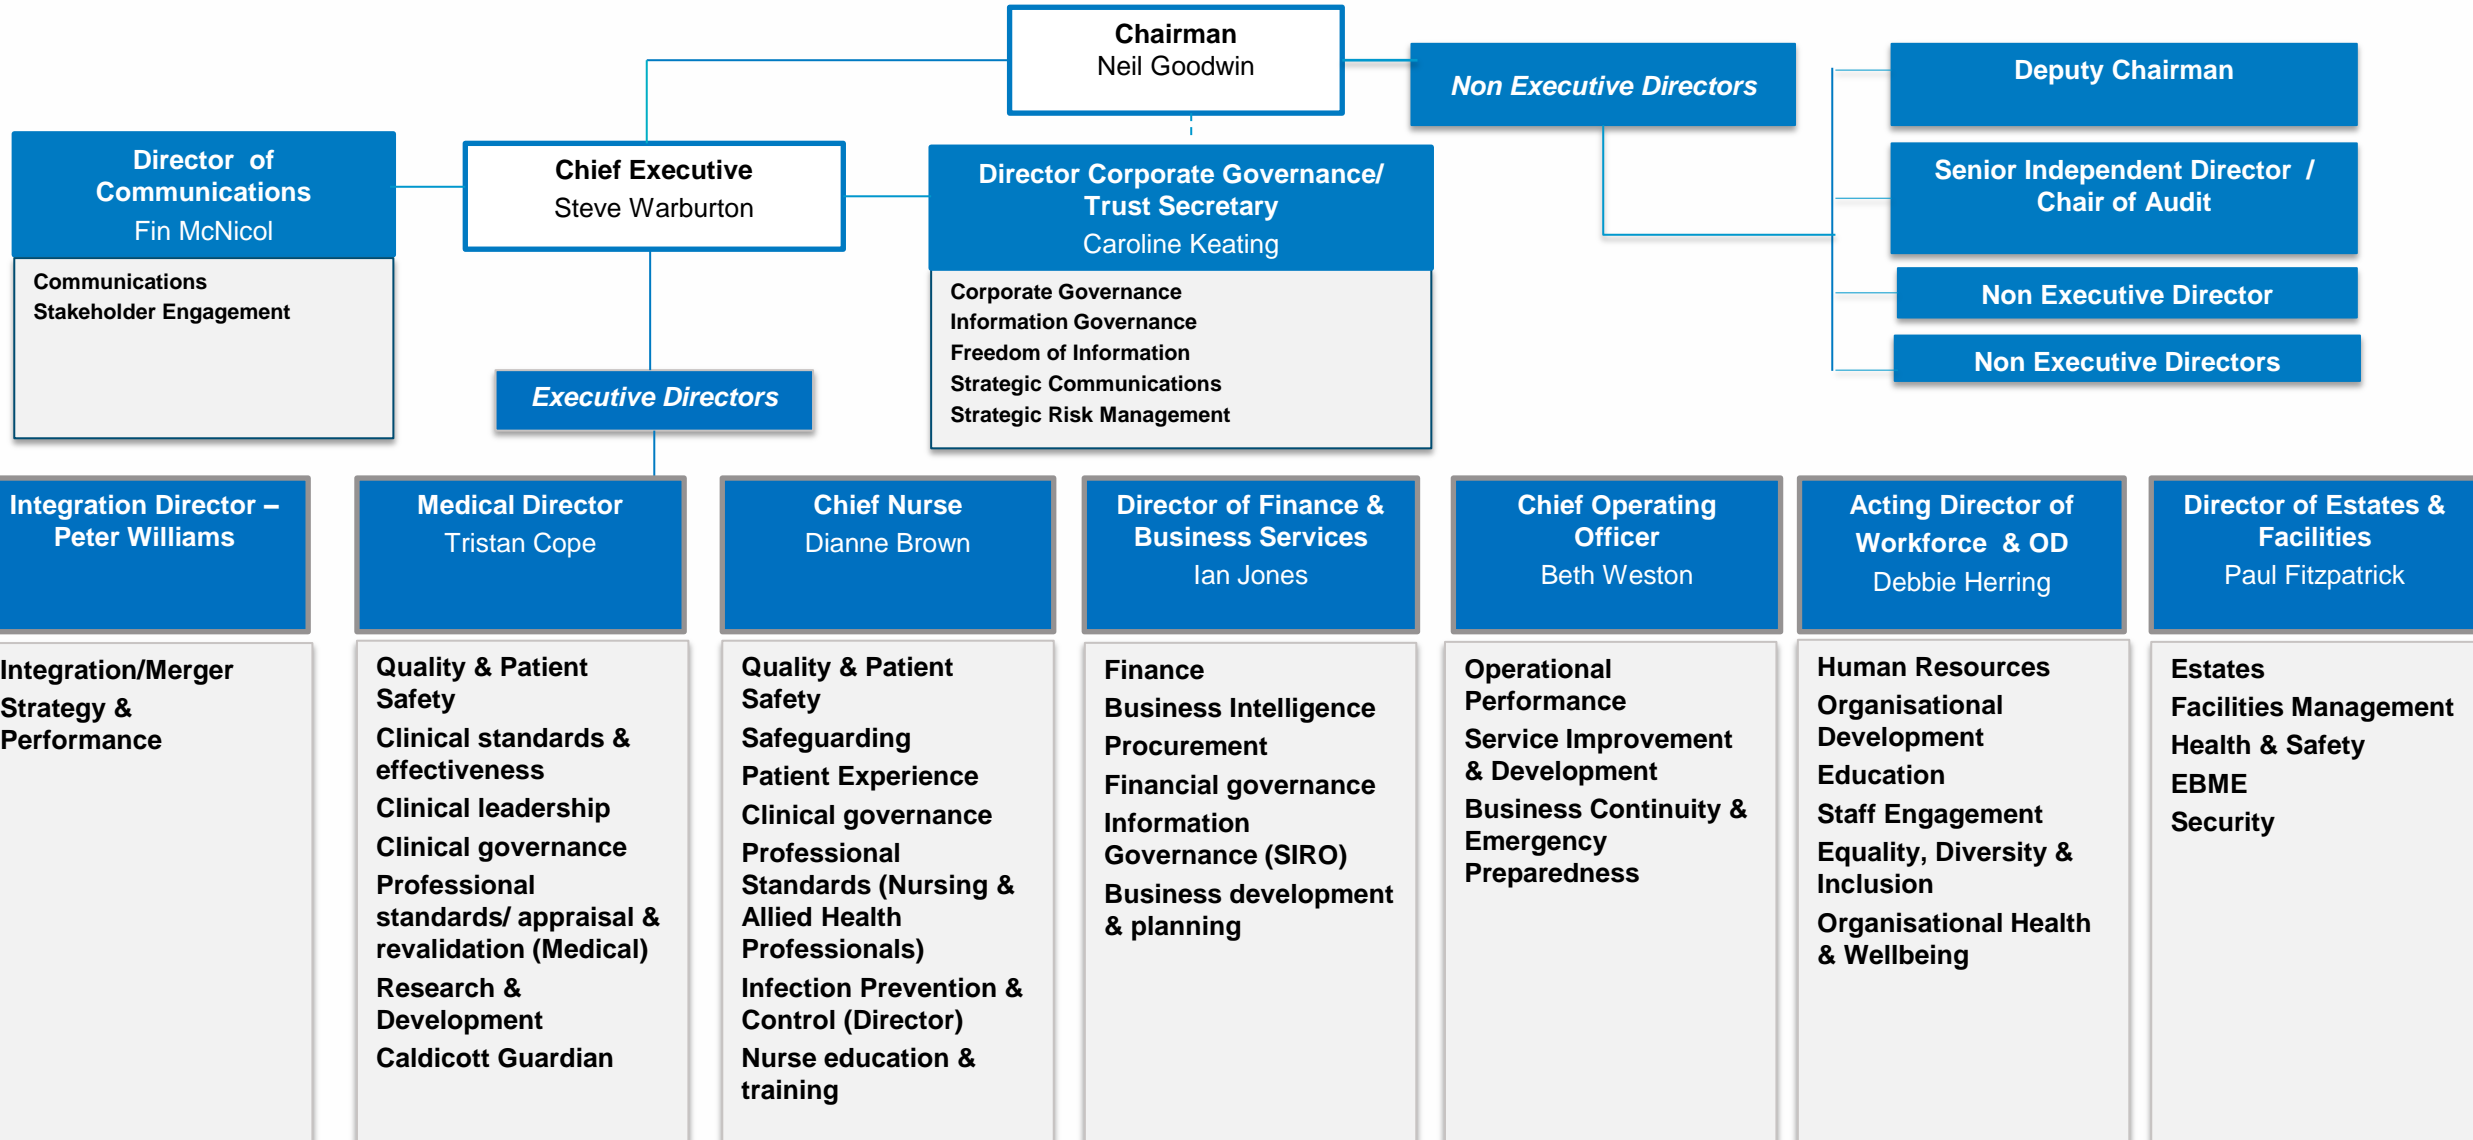 Chairman
Neil Goodwin
Non Executive Directors
Deputy Chairman
Senior Independent Director /
Chair of Audit
Non Executive Director
Non Executive Directors
Director of
Communications
Fin McNicol
Communications
Stakeholder Engagement
Chief Executive
Steve Warburton
Director Corporate Governance/
Trust Secretary
Caroline Keating
Corporate Governance
Information Governance
Freedom of Information
Strategic Communications
Strategic Risk Management
Executive Directors
Integration Director –
Peter Williams
Integration/Merger
Strategy &
Performance
Medical Director
Tristan Cope
Quality & Patient
Safety
Clinical standards &
effectiveness
Clinical leadership
Clinical governance
Professional
standards/ appraisal &
revalidation (Medical)
Research &
Development
Caldicott Guardian
Chief Nurse
Dianne Brown
Quality & Patient
Safety
Safeguarding
Patient Experience
Clinical governance
Professional
Standards (Nursing &
Allied Health
Professionals)
Infection Prevention &
Control (Director)
Nurse education &
training
Director of Finance &
Business Services
Ian Jones
Finance
Business Intelligence
Procurement
Financial governance
Information
Governance (SIRO)
Business development
& planning
Chief Operating
Officer
Beth Weston
Operational
Performance
Service Improvement
& Development
Business Continuity &
Emergency
Preparedness
Acting Director of
Workforce & OD
Debbie Herring
Human Resources
Organisational
Development
Education
Staff Engagement
Equality, Diversity &
Inclusion
Organisational Health
& Wellbeing
Director of Estates &
Facilities
Paul Fitzpatrick
Estates
Facilities Management
Health & Safety
EBME
Security